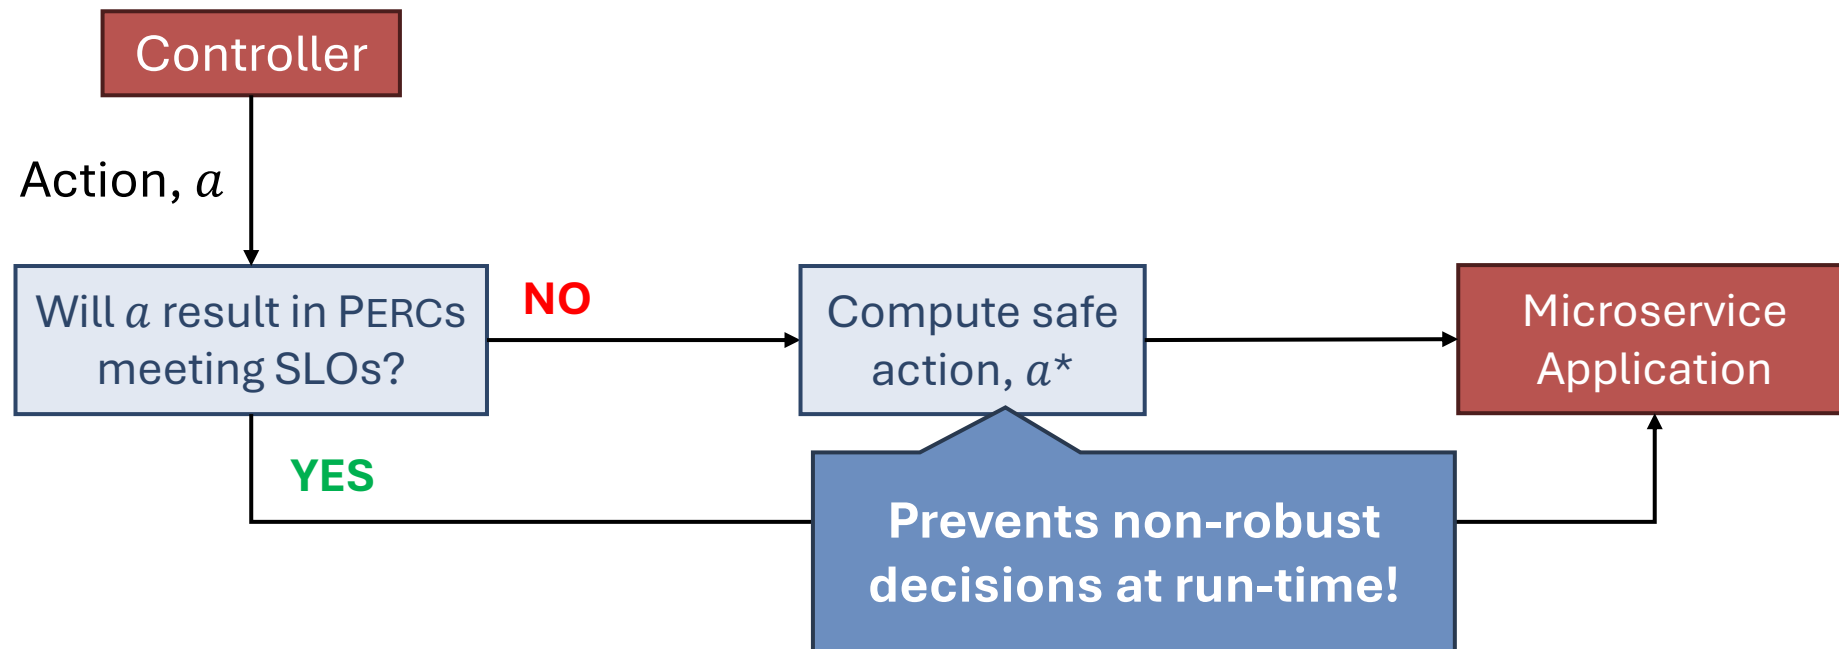 Controller
Action, a
Will a result in PERCs
meeting SLOs?
NO
Compute safe
action, a*
Microservice
Application
YES
Prevents non-robust
decisions at run-time!